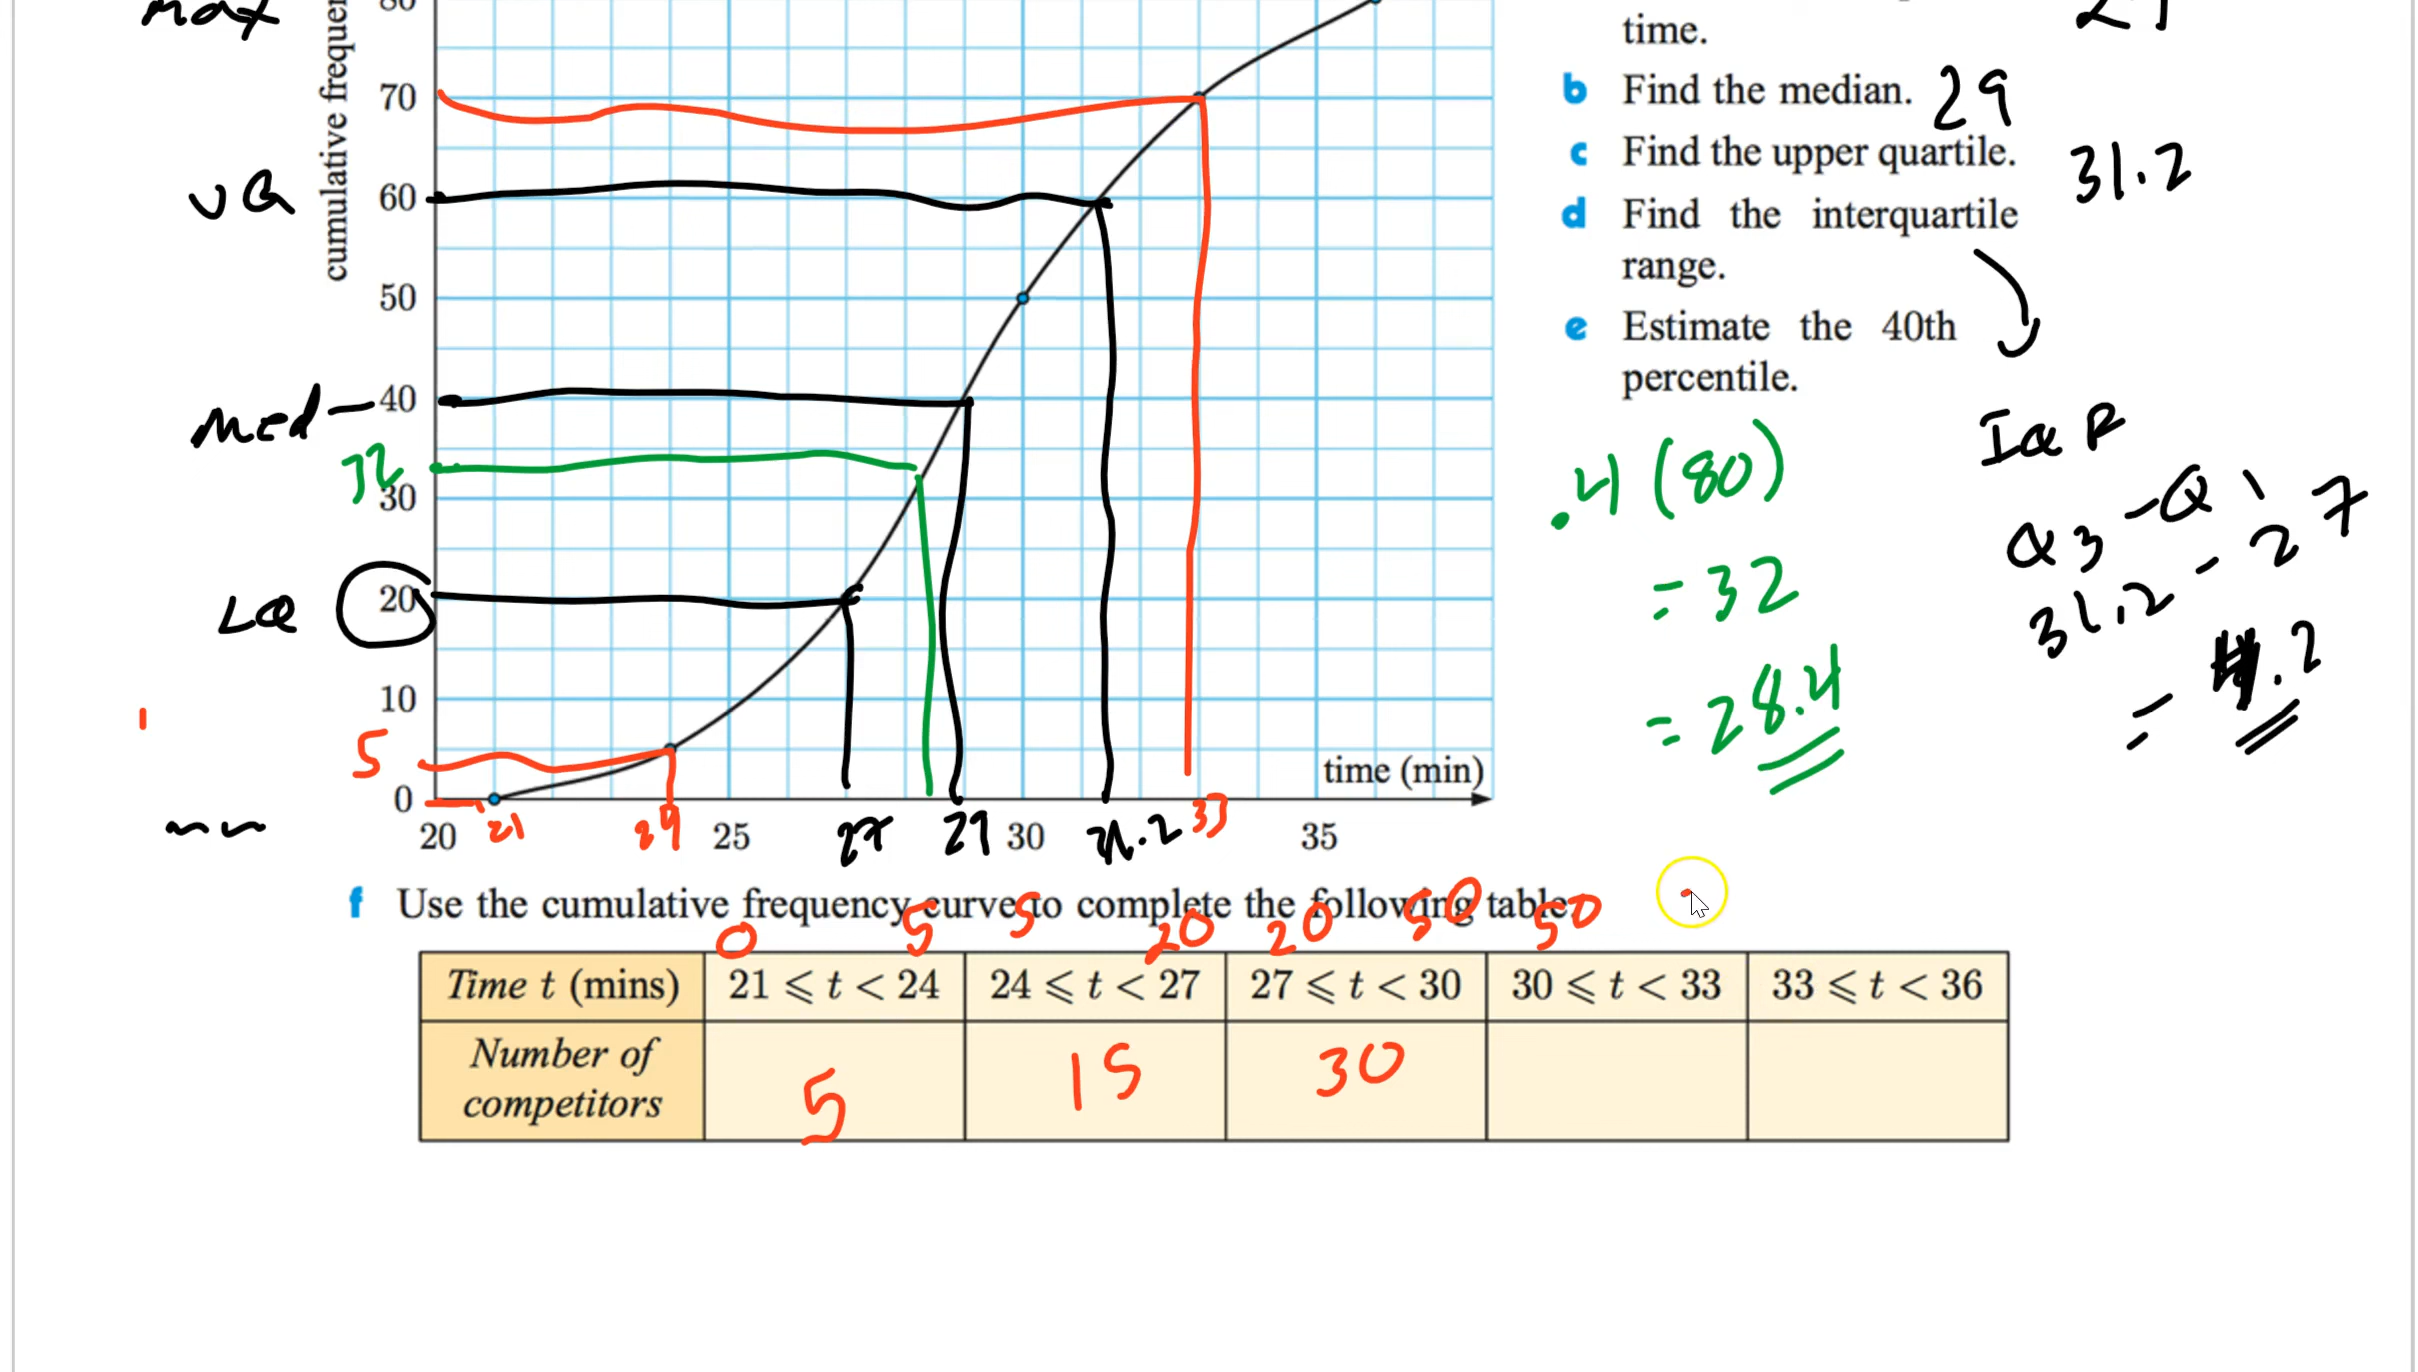 max
80
cumulative frequen
time.
70
b Find the median. 29
c Find the upper quartile. 31.2
UQ 60
d Find the interquartile
range.
50
e Estimate the 40th
percentile.
Med - 40
32
30
.4 (80)
= 32
= 28.4
IQR
Q3 - Q1
31.2 - 27
= 4.2
LQ 20
10
5
0
time (min)
20 21 24 25 27 29 30 31.2 33 35
f Use the cumulative frequency curve to complete the following table
0 5 5 20 20 50 50
Time t (mins) 21 ⩽ t < 24 24 ⩽ t < 27 27 ⩽ t < 30 30 ⩽ t < 33 33 ⩽ t < 36
Number of
competitors 5 15 30